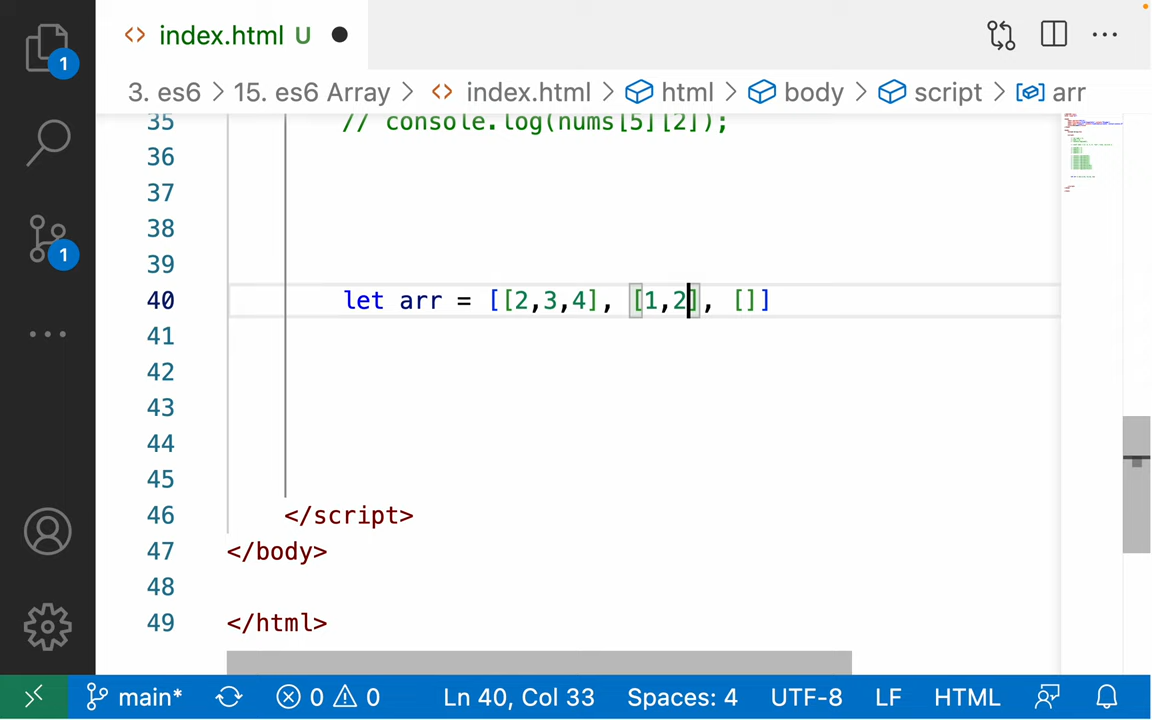 index.html U
3. es6 > 15. es6 Array > index.html > html > body > script > arr
1
1
35 // console.log(nums[5][2]);
36
37
38
39
40 let arr = [[2,3,4], [1,2], []]
41
42
43
44
45
46 </script>
47 </body>
48
49 </html>
main* 0 0 Ln 40, Col 33 Spaces: 4 UTF-8 LF HTML